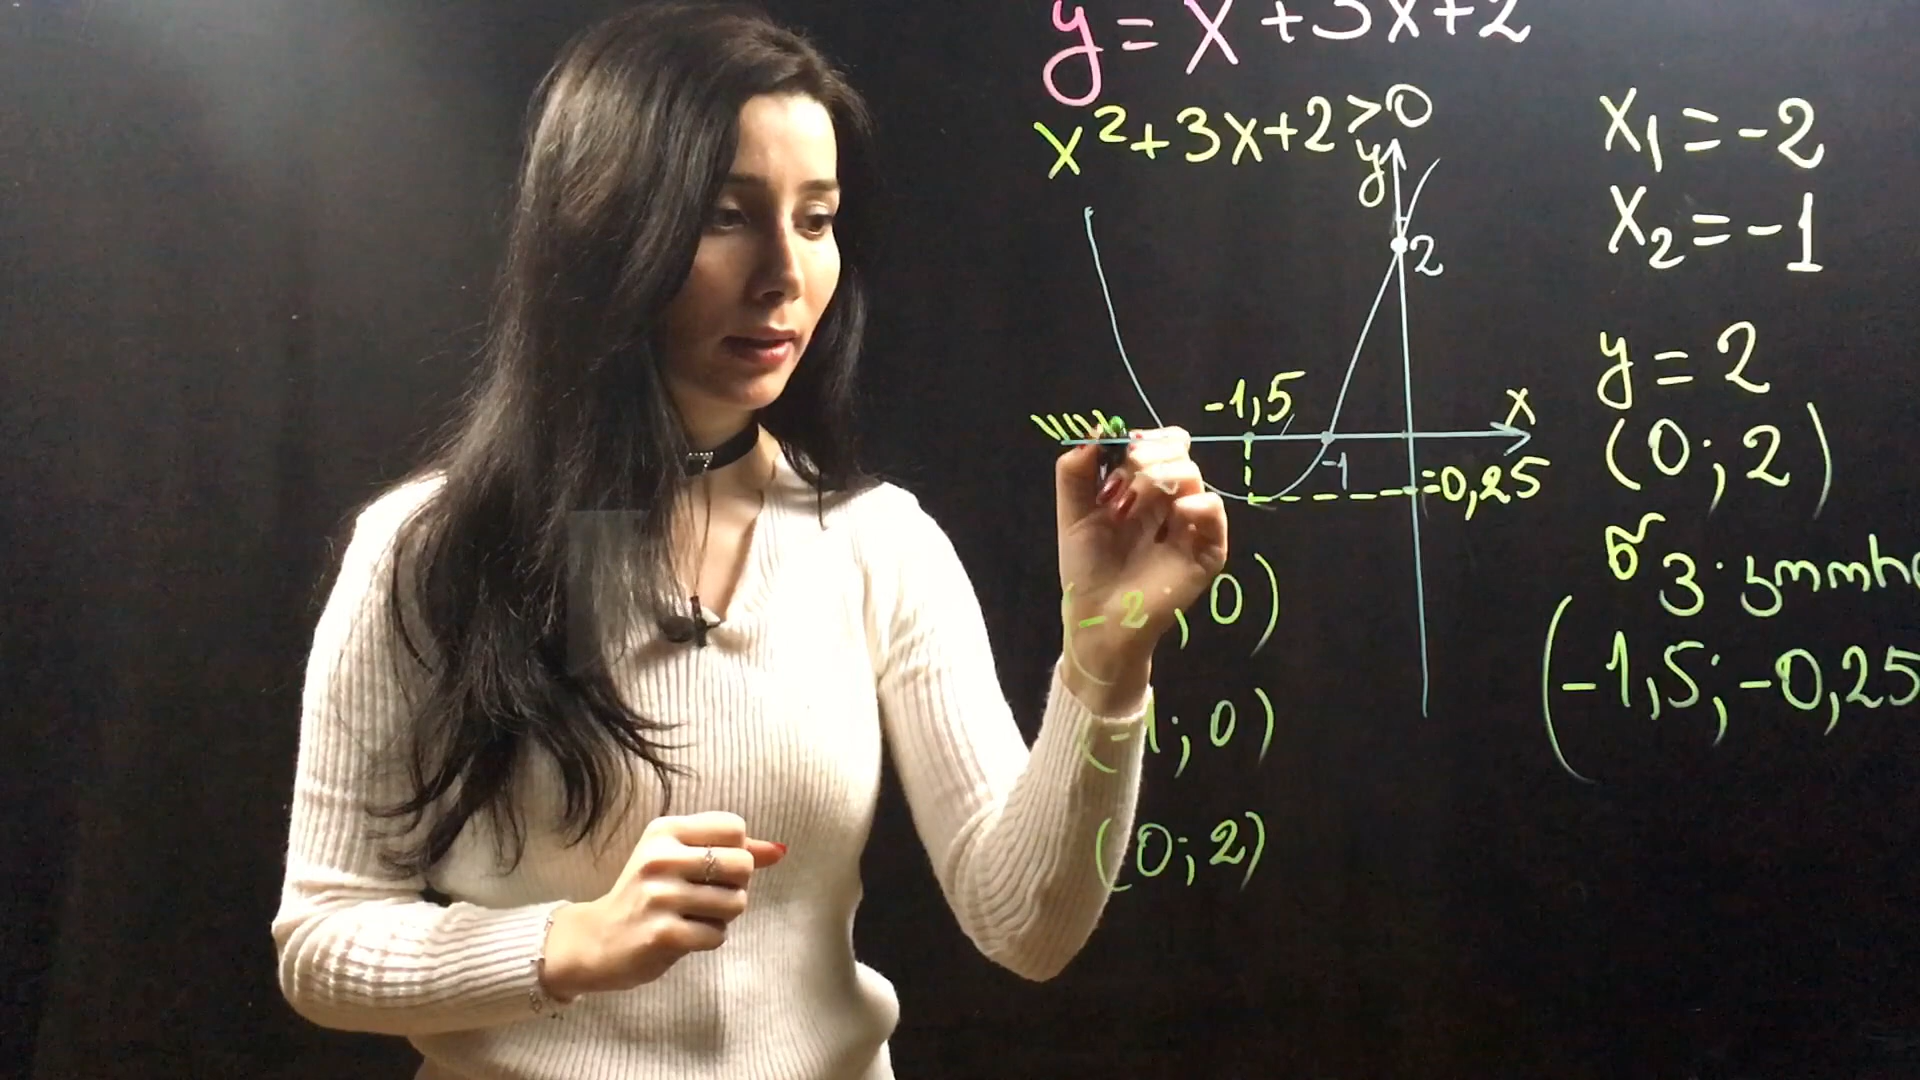 y = x + 3x + 2
x² + 3x + 2 > 0
y
2
-1,5
x
-1
-0,25
(-2; 0)
(-1; 0)
(0; 2)
x₁ = -2
x₂ = -1
y = 2
(0; 2)
(-1,5; -0,25